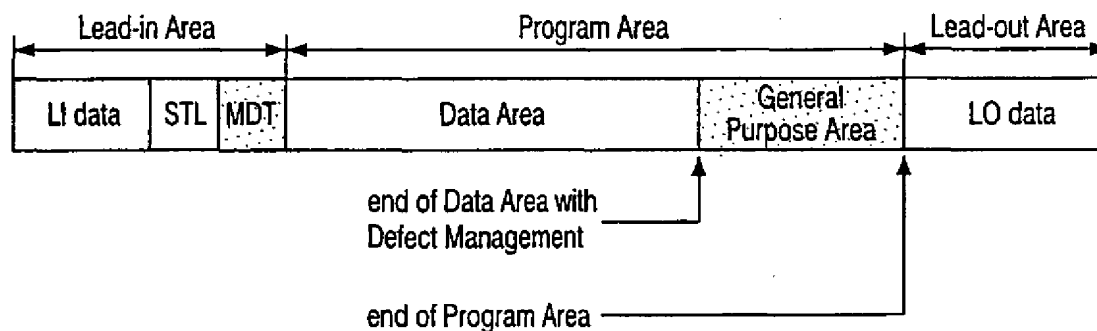 Lead-in Area
Program Area
Lead-out Area
LI data
STL
MDT
Data Area
General
Purpose Area
LO data
end of Data Area with
Defect Management
end of Program Area